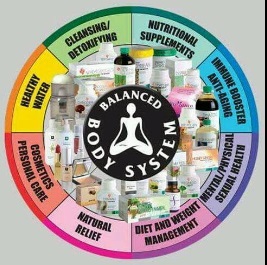 CLEANSING/
DETOXIFYING
NUTRITIONAL
SUPPLEMENTS
IMMUNE BOOSTER
ANTI-AGING
MENTAL/PHYSICAL
SEXUAL HEALTH
DIET AND WEIGHT
MANAGEMENT
NATURAL
RELIEF
COSMETICS
PERSONAL CARE
HEALTHY
WATER
BALANCED
BODY SYSTEM